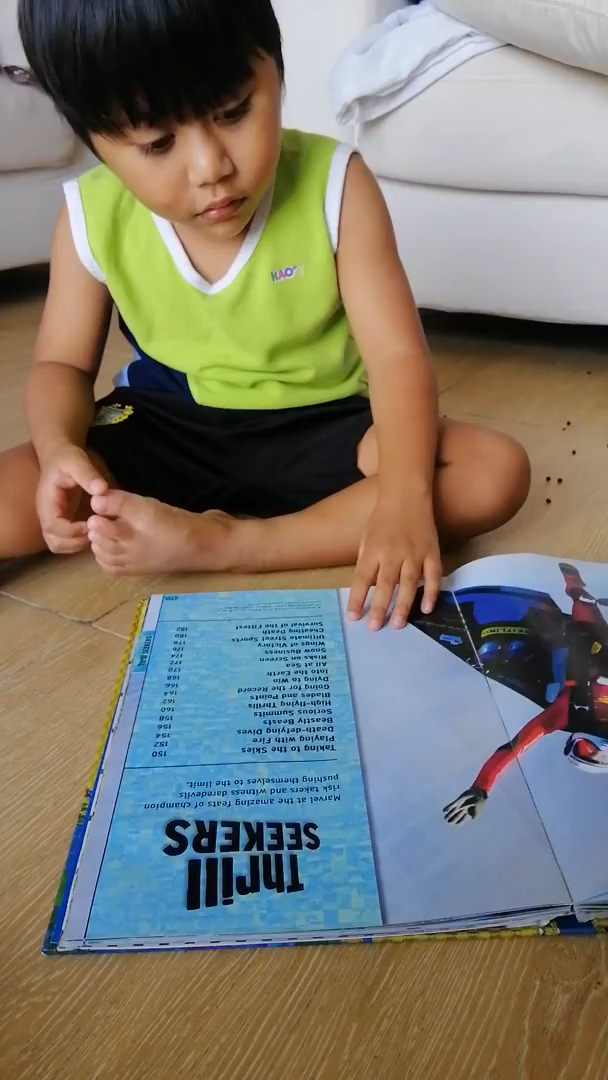 Thrill
SEEKERS
Marvel at the amazing feats of champion
risk takers and witness daredevils
pushing themselves to the limit.
Taking to the Skies 150
Playing with Fire 152
Death-defying Dives 154
Beastly Beasts 156
Serious Summits 158
High-flying Thrills 160
Blades and Points 162
Going for the Record 164
Dying to Win 166
Into the Earth 168
All at Sea 170
Risks on Screen 172
Snow Business 174
Wings of Victory 176
Ultimate Street Sports 178
Cheating Death 180
Survival of the Fittest 182
BREITLING